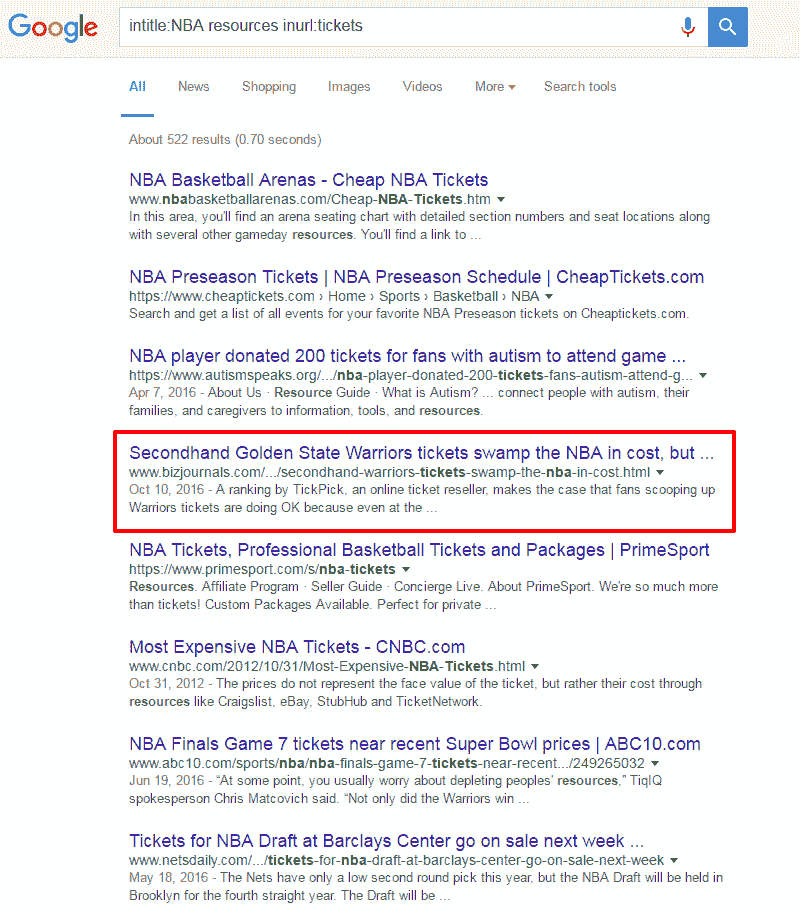 Google
intitle:NBA resources inurl:tickets
All News Shopping Images Videos More Search tools
About 522 results (0.70 seconds)
NBA Basketball Arenas - Cheap NBA Tickets
www.nbabasketballarenas.com/Cheap-NBA-Tickets.htm
In this area, you'll find an arena seating chart with detailed section numbers and seat locations along
with several other gameday resources. You'll find a link to ...
NBA Preseason Tickets | NBA Preseason Schedule | CheapTickets.com
https://www.cheaptickets.com › Home › Sports › Basketball › NBA
Search and get a list of all events for your favorite NBA Preseason tickets on Cheaptickets.com.
NBA player donated 200 tickets for fans with autism to attend game ...
https://www.autismspeaks.org/.../nba-player-donated-200-tickets-fans-autism-attend-g...
Apr 7, 2016 - About Us · Resource Guide · What is Autism? ... connect people with autism, their
families, and caregivers to information, tools, and resources.
Secondhand Golden State Warriors tickets swamp the NBA in cost, but ...
www.bizjournals.com/.../secondhand-warriors-tickets-swamp-the-nba-in-cost.html
Oct 10, 2016 - A ranking by TickPick, an online ticket reseller, makes the case that fans scooping up
Warriors tickets are doing OK because even at the ...
NBA Tickets, Professional Basketball Tickets and Packages | PrimeSport
https://www.primesport.com/s/nba-tickets
Resources. Affiliate Program · Seller Guide · Concierge Live. About PrimeSport. We're so much more
than tickets! Custom Packages Available. Perfect for private ...
Most Expensive NBA Tickets - CNBC.com
www.cnbc.com/2012/10/31/Most-Expensive-NBA-Tickets.html
Oct 31, 2012 - The prices do not represent the face value of the ticket, but rather their cost through
resources like Craigslist, eBay, StubHub and TicketNetwork.
NBA Finals Game 7 tickets near recent Super Bowl prices | ABC10.com
www.abc10.com/sports/nba/nba-finals-game-7-tickets-near-recent.../249265032
Jun 19, 2016 - “At some point, you usually worry about depleting peoples' resources,” TiqIQ
spokesperson Chris Matcovich said. “Not only did the Warriors win ...
Tickets for NBA Draft at Barclays Center go on sale next week ...
www.netsdaily.com/.../tickets-for-nba-draft-at-barclays-center-go-on-sale-next-week
May 18, 2016 - The Nets have only a low second round pick this year, but the NBA Draft will be held in
Brooklyn for the fourth straight year. The Draft will be ...